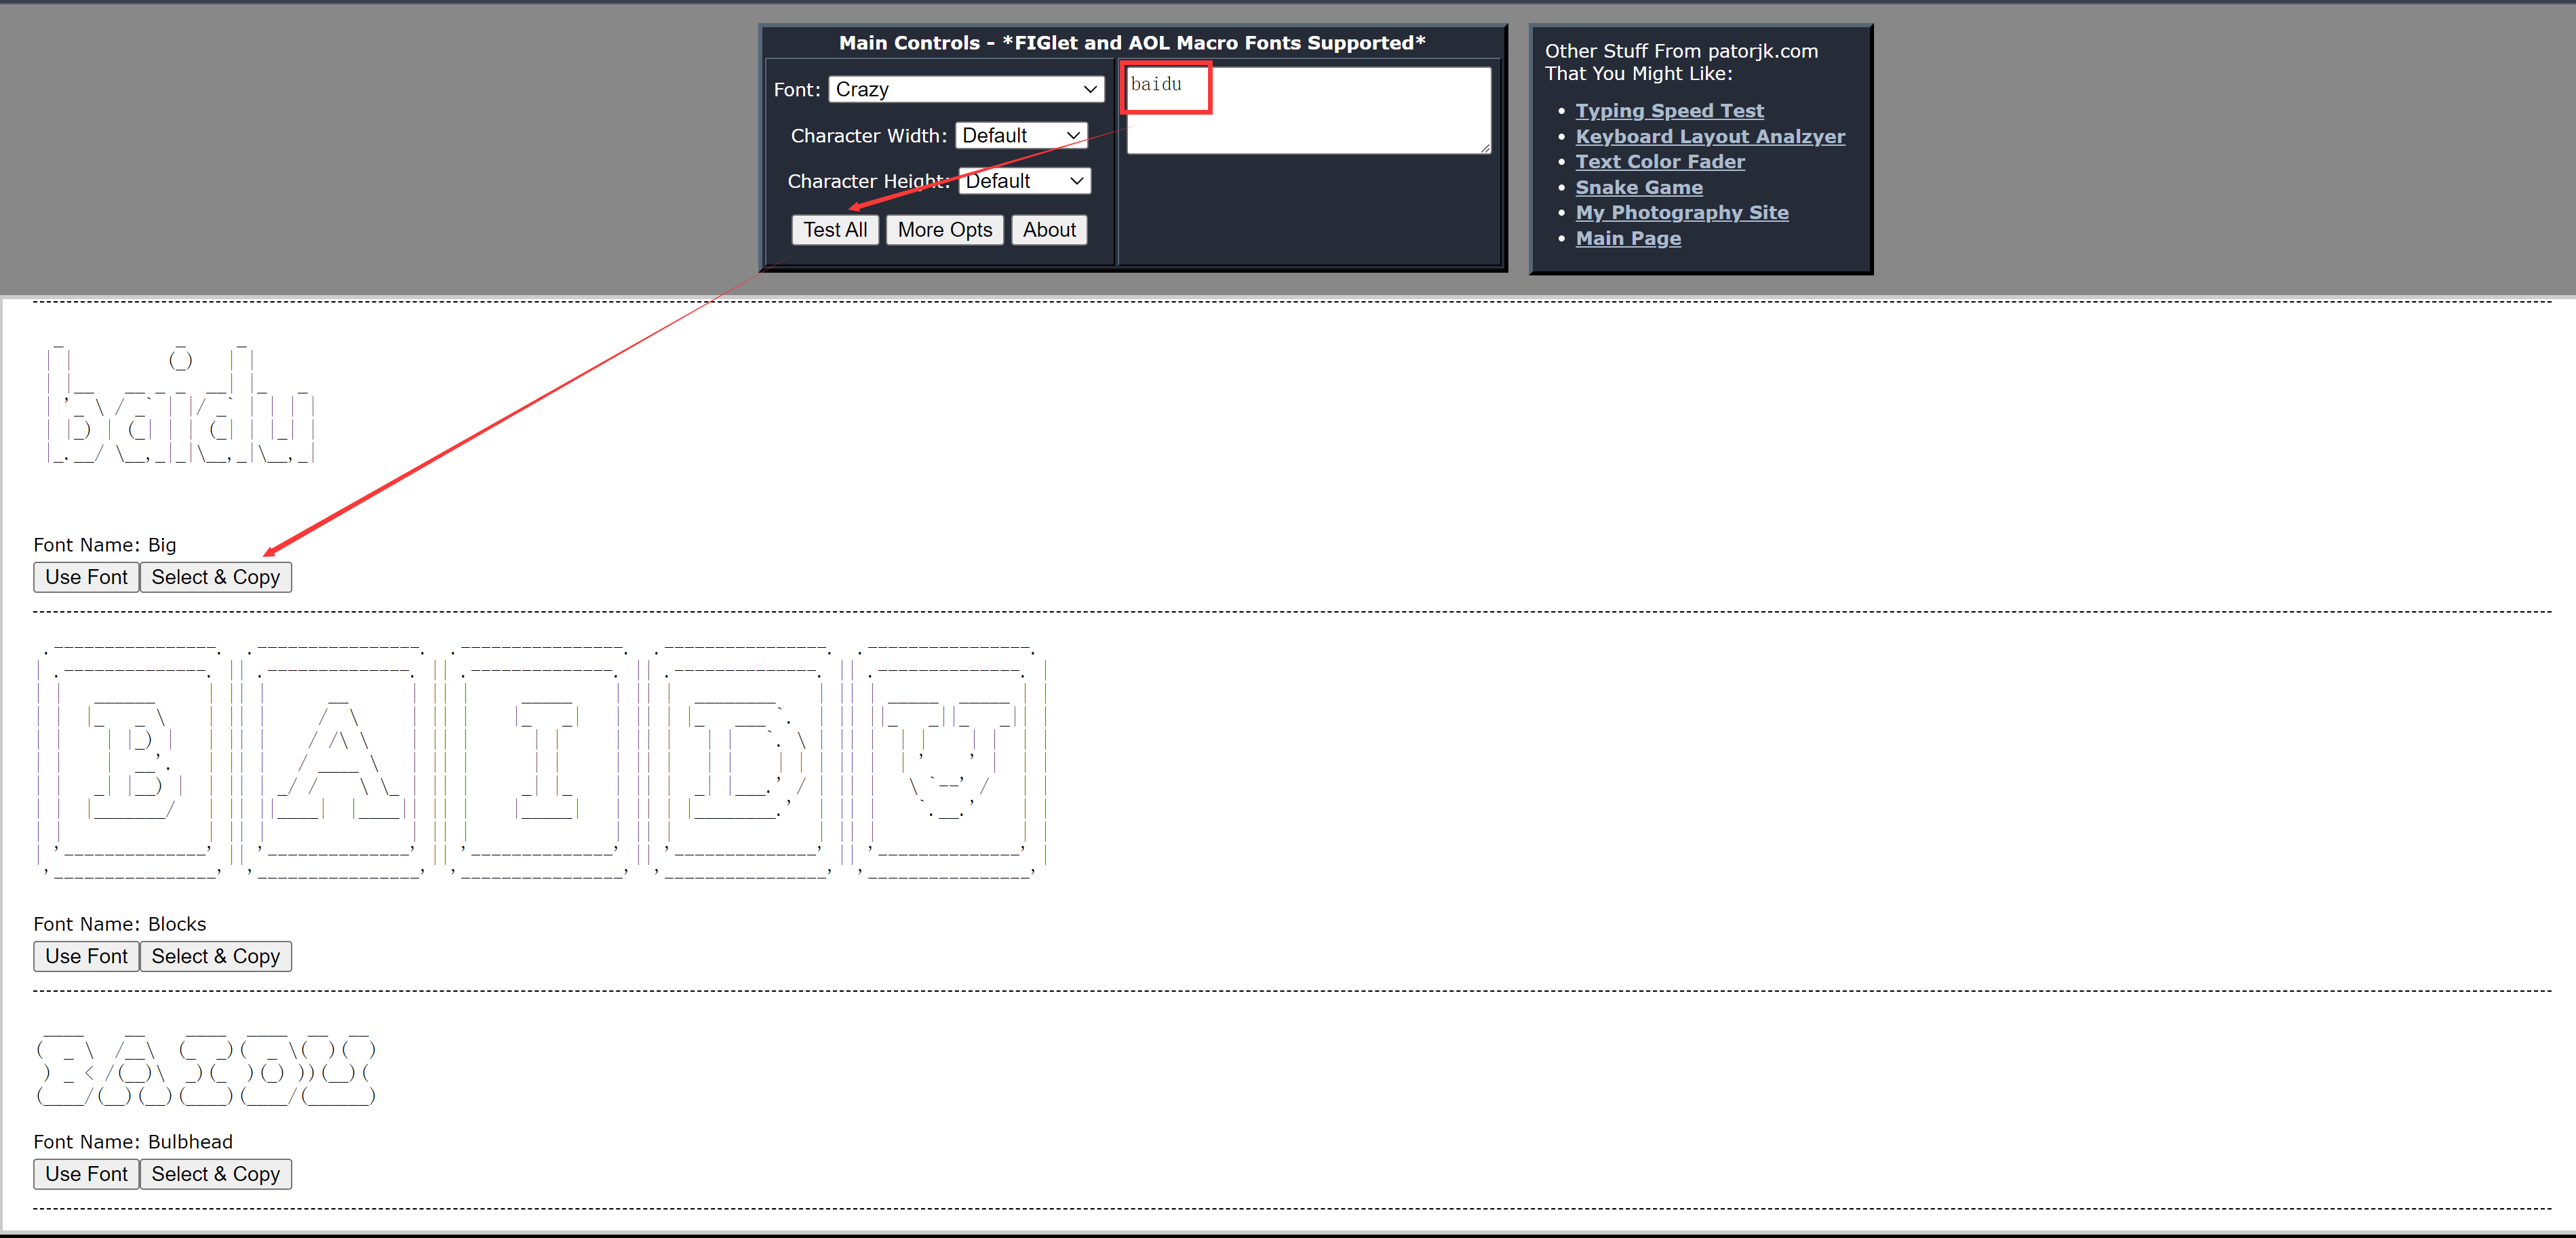 Main Controls - *FIGlet and AOL Macro Fonts Supported*
Font: Crazy
Character Width: Default
Character Height: Default
Test All More Opts About
baidu
Other Stuff From patorjk.com
That You Might Like:
• Typing Speed Test
• Keyboard Layout Analzyer
• Text Color Fader
• Snake Game
• My Photography Site
• Main Page
baidu
Font Name: Big
Use Font Select & Copy
BAIDU
Font Name: Blocks
Use Font Select & Copy
BAIDU
Font Name: Bulbhead
Use Font Select & Copy